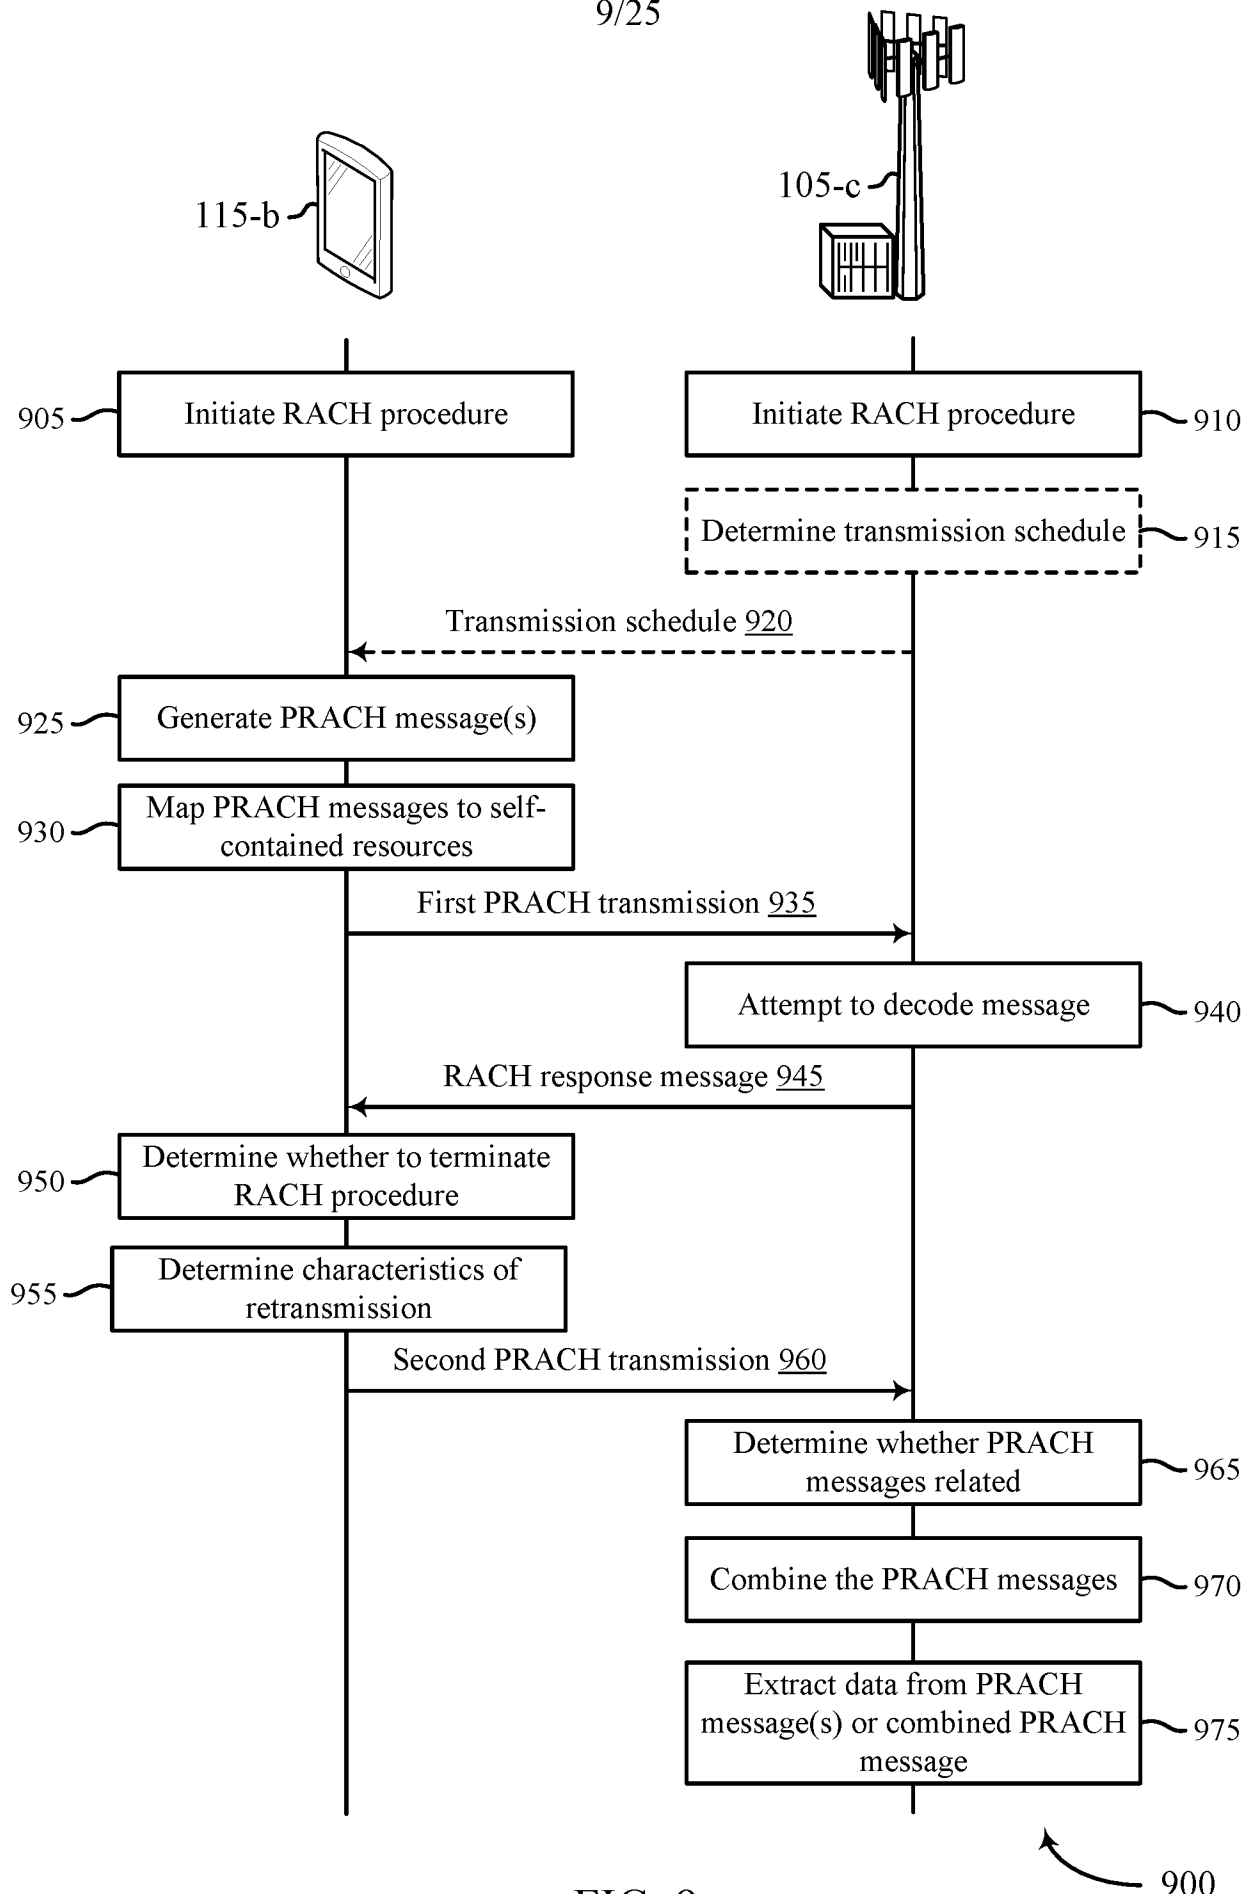 9/25
115-b
105-c
905
Initiate RACH procedure
Initiate RACH procedure
910
Determine transmission schedule
915
Transmission schedule 920
925
Generate PRACH message(s)
930
Map PRACH messages to self-
contained resources
First PRACH transmission 935
Attempt to decode message
940
RACH response message 945
950
Determine whether to terminate
RACH procedure
955
Determine characteristics of
retransmission
Second PRACH transmission 960
Determine whether PRACH
messages related
965
Combine the PRACH messages
970
Extract data from PRACH
message(s) or combined PRACH
message
975
900
FIG. 9